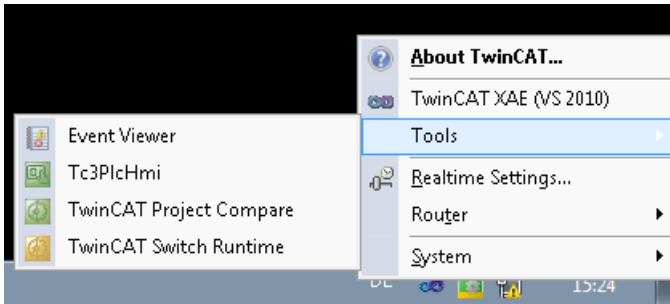 About TwinCAT...
TwinCAT XAE (VS 2010)
Tools
Realtime Settings...
Router
System
Event Viewer
Tc3PlcHmi
TwinCAT Project Compare
TwinCAT Switch Runtime
DE
15:24